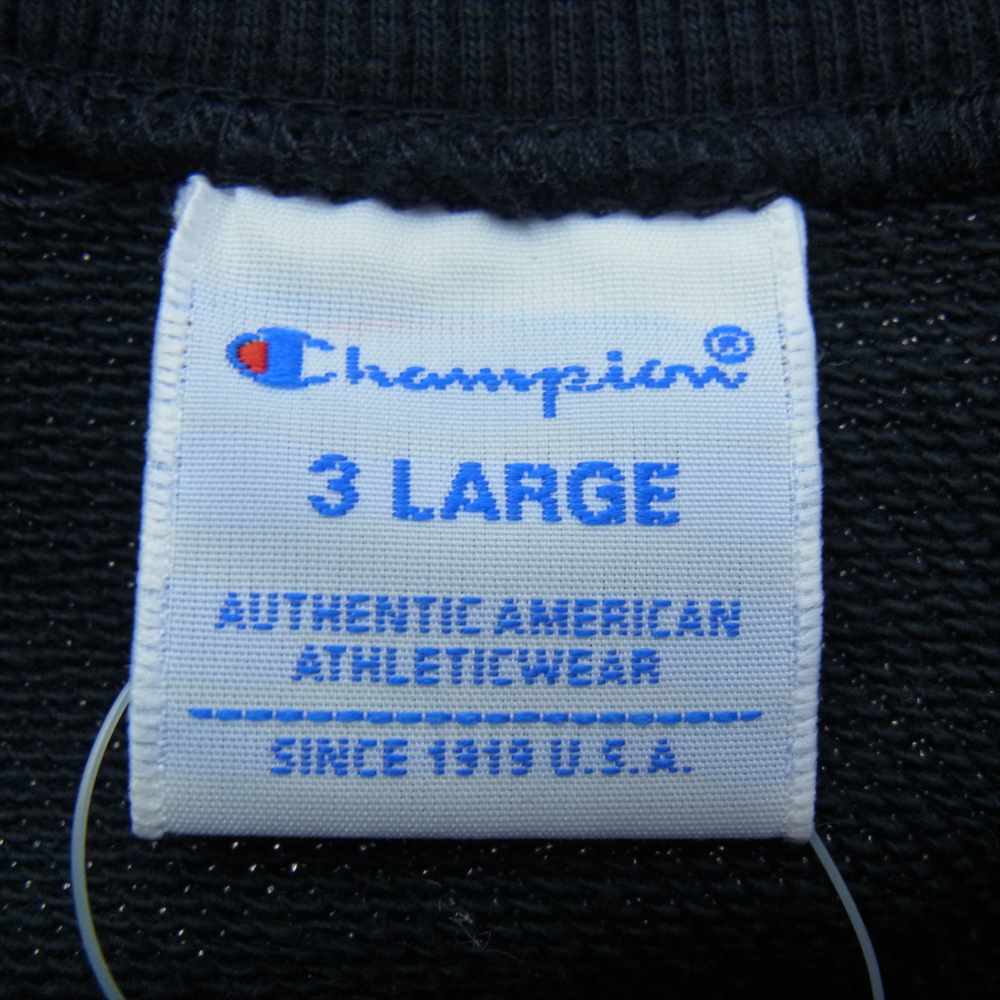 Champion®
3 LARGE
AUTHENTIC AMERICAN
ATHLETICWEAR
SINCE 1919 U.S.A.